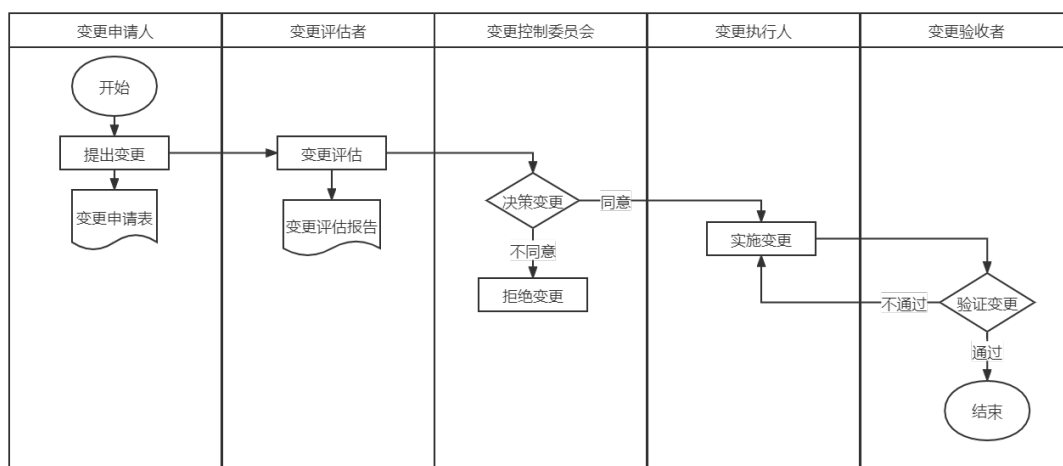 变更申请人
变更评估者
变更控制委员会
变更执行人
变更验收者
开始
提出变更
变更评估
变更申请表
变更评估报告
决策变更
同意
不同意
拒绝变更
实施变更
不通过
验证变更
通过
结束